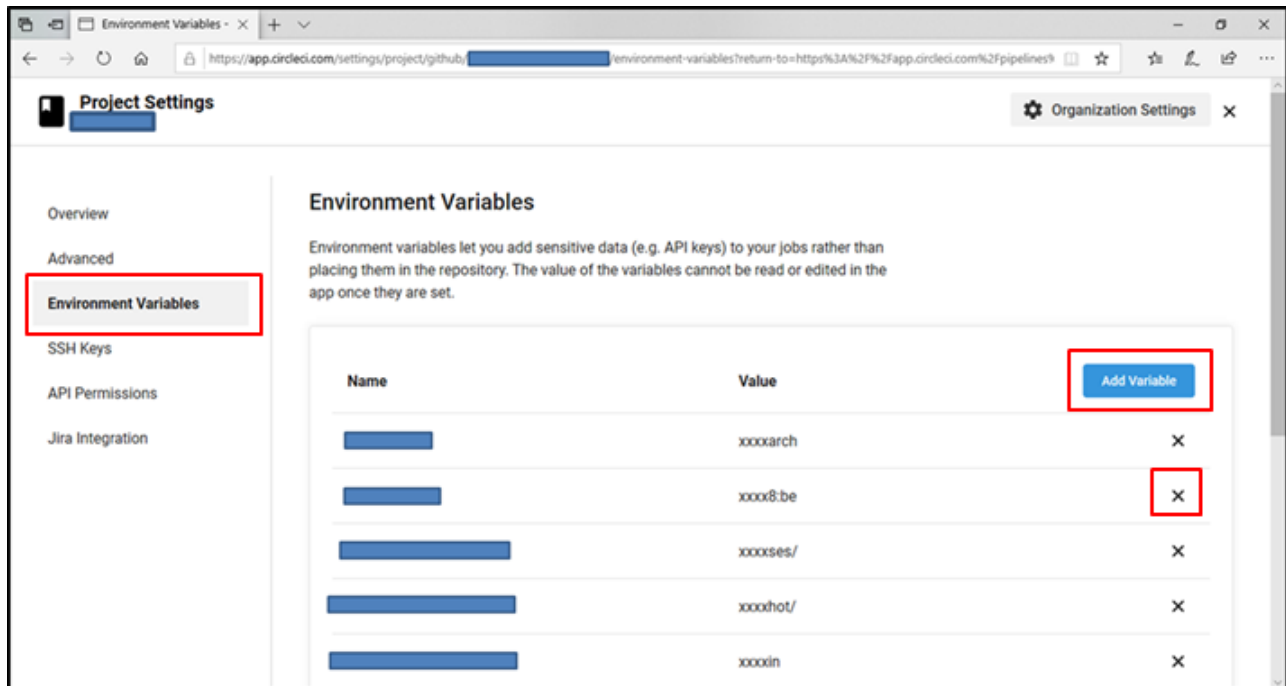 Environment Variables -
https://app.circleci.com/settings/project/github/ /environment-variables?return-to=https%3A%2F%2Fapp.circleci.com%2Fpipelines%
Project Settings
Organization Settings
Overview
Advanced
Environment Variables
SSH Keys
API Permissions
Jira Integration
Environment Variables
Environment variables let you add sensitive data (e.g. API keys) to your jobs rather than
placing them in the repository. The value of the variables cannot be read or edited in the
app once they are set.
Name Value Add Variable
xxxxarch
xxxx8:be
xxxxses/
xxxxhot/
xxxxin